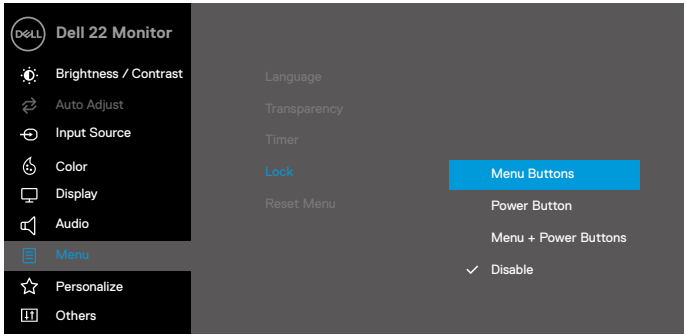 DELL
Dell 22 Monitor
Brightness / Contrast
Auto Adjust
Input Source
Color
Display
Audio
Menu
Personalize
Others
Language
Transparency
Timer
Lock
Reset Menu
Menu Buttons
Power Button
Menu + Power Buttons
Disable